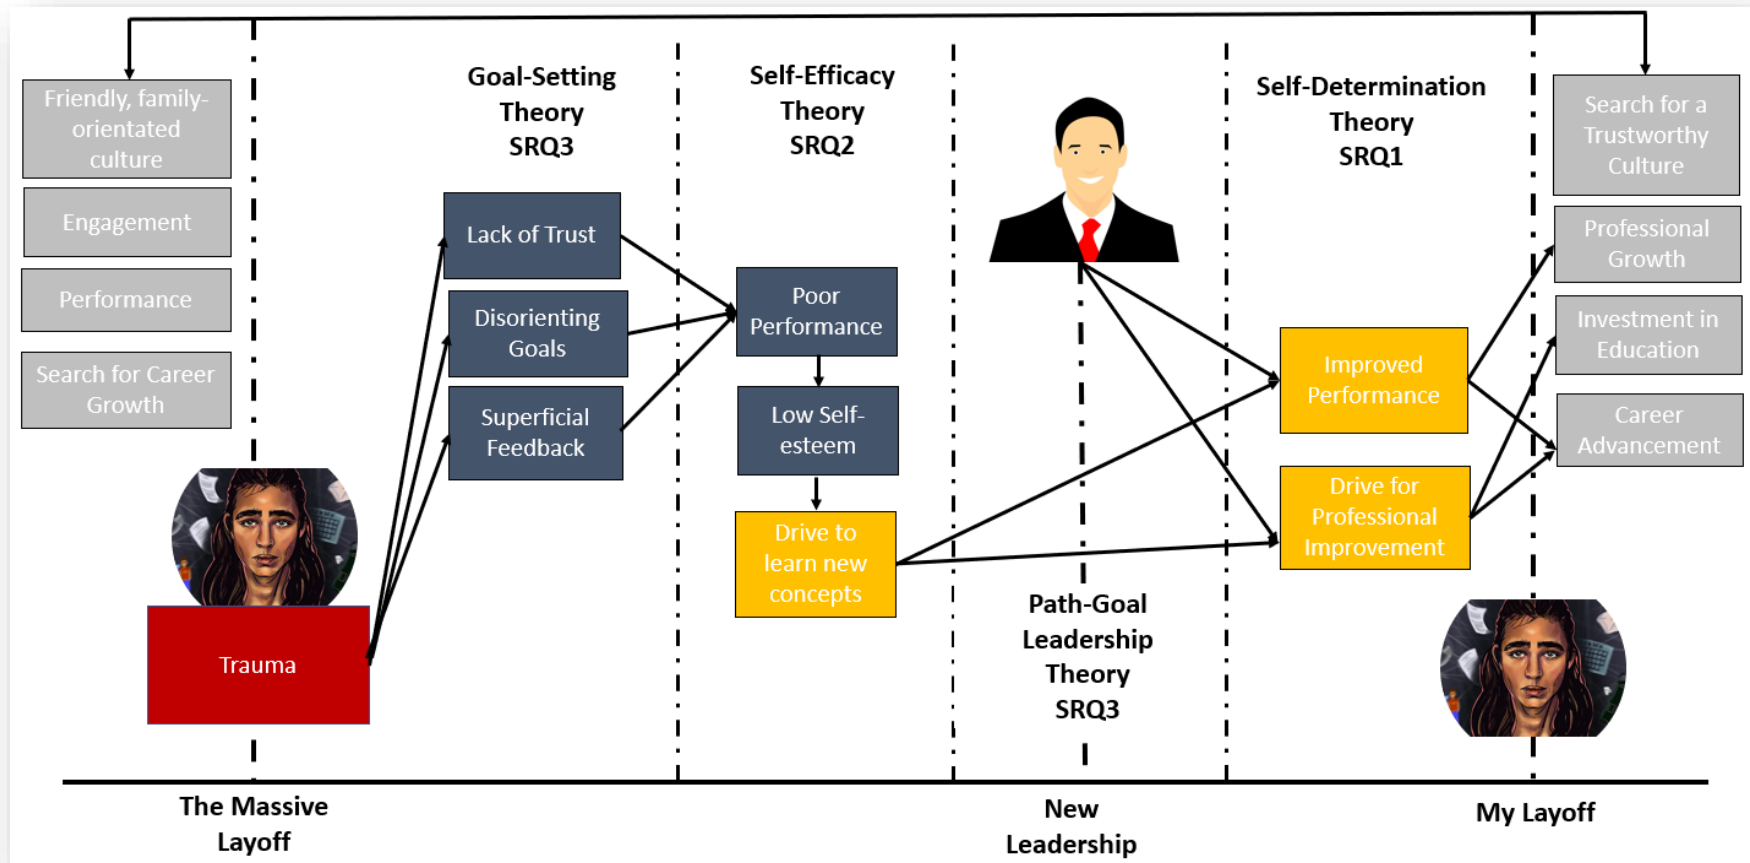 Friendly, family-
orientated
culture
Engagement
Performance
Search for Career
Growth
Trauma
The Massive
Layoff
Goal-Setting
Theory
SRQ3
Lack of Trust
Disorienting
Goals
Superficial
Feedback
Self-Efficacy
Theory
SRQ2
Poor
Performance
Low Self-
esteem
Drive to
learn new
concepts
Path-Goal
Leadership
Theory
SRQ3
New
Leadership
Self-Determination
Theory
SRQ1
Improved
Performance
Drive for
Professional
Improvement
Search for a
Trustworthy
Culture
Professional
Growth
Investment in
Education
Career
Advancement
My Layoff